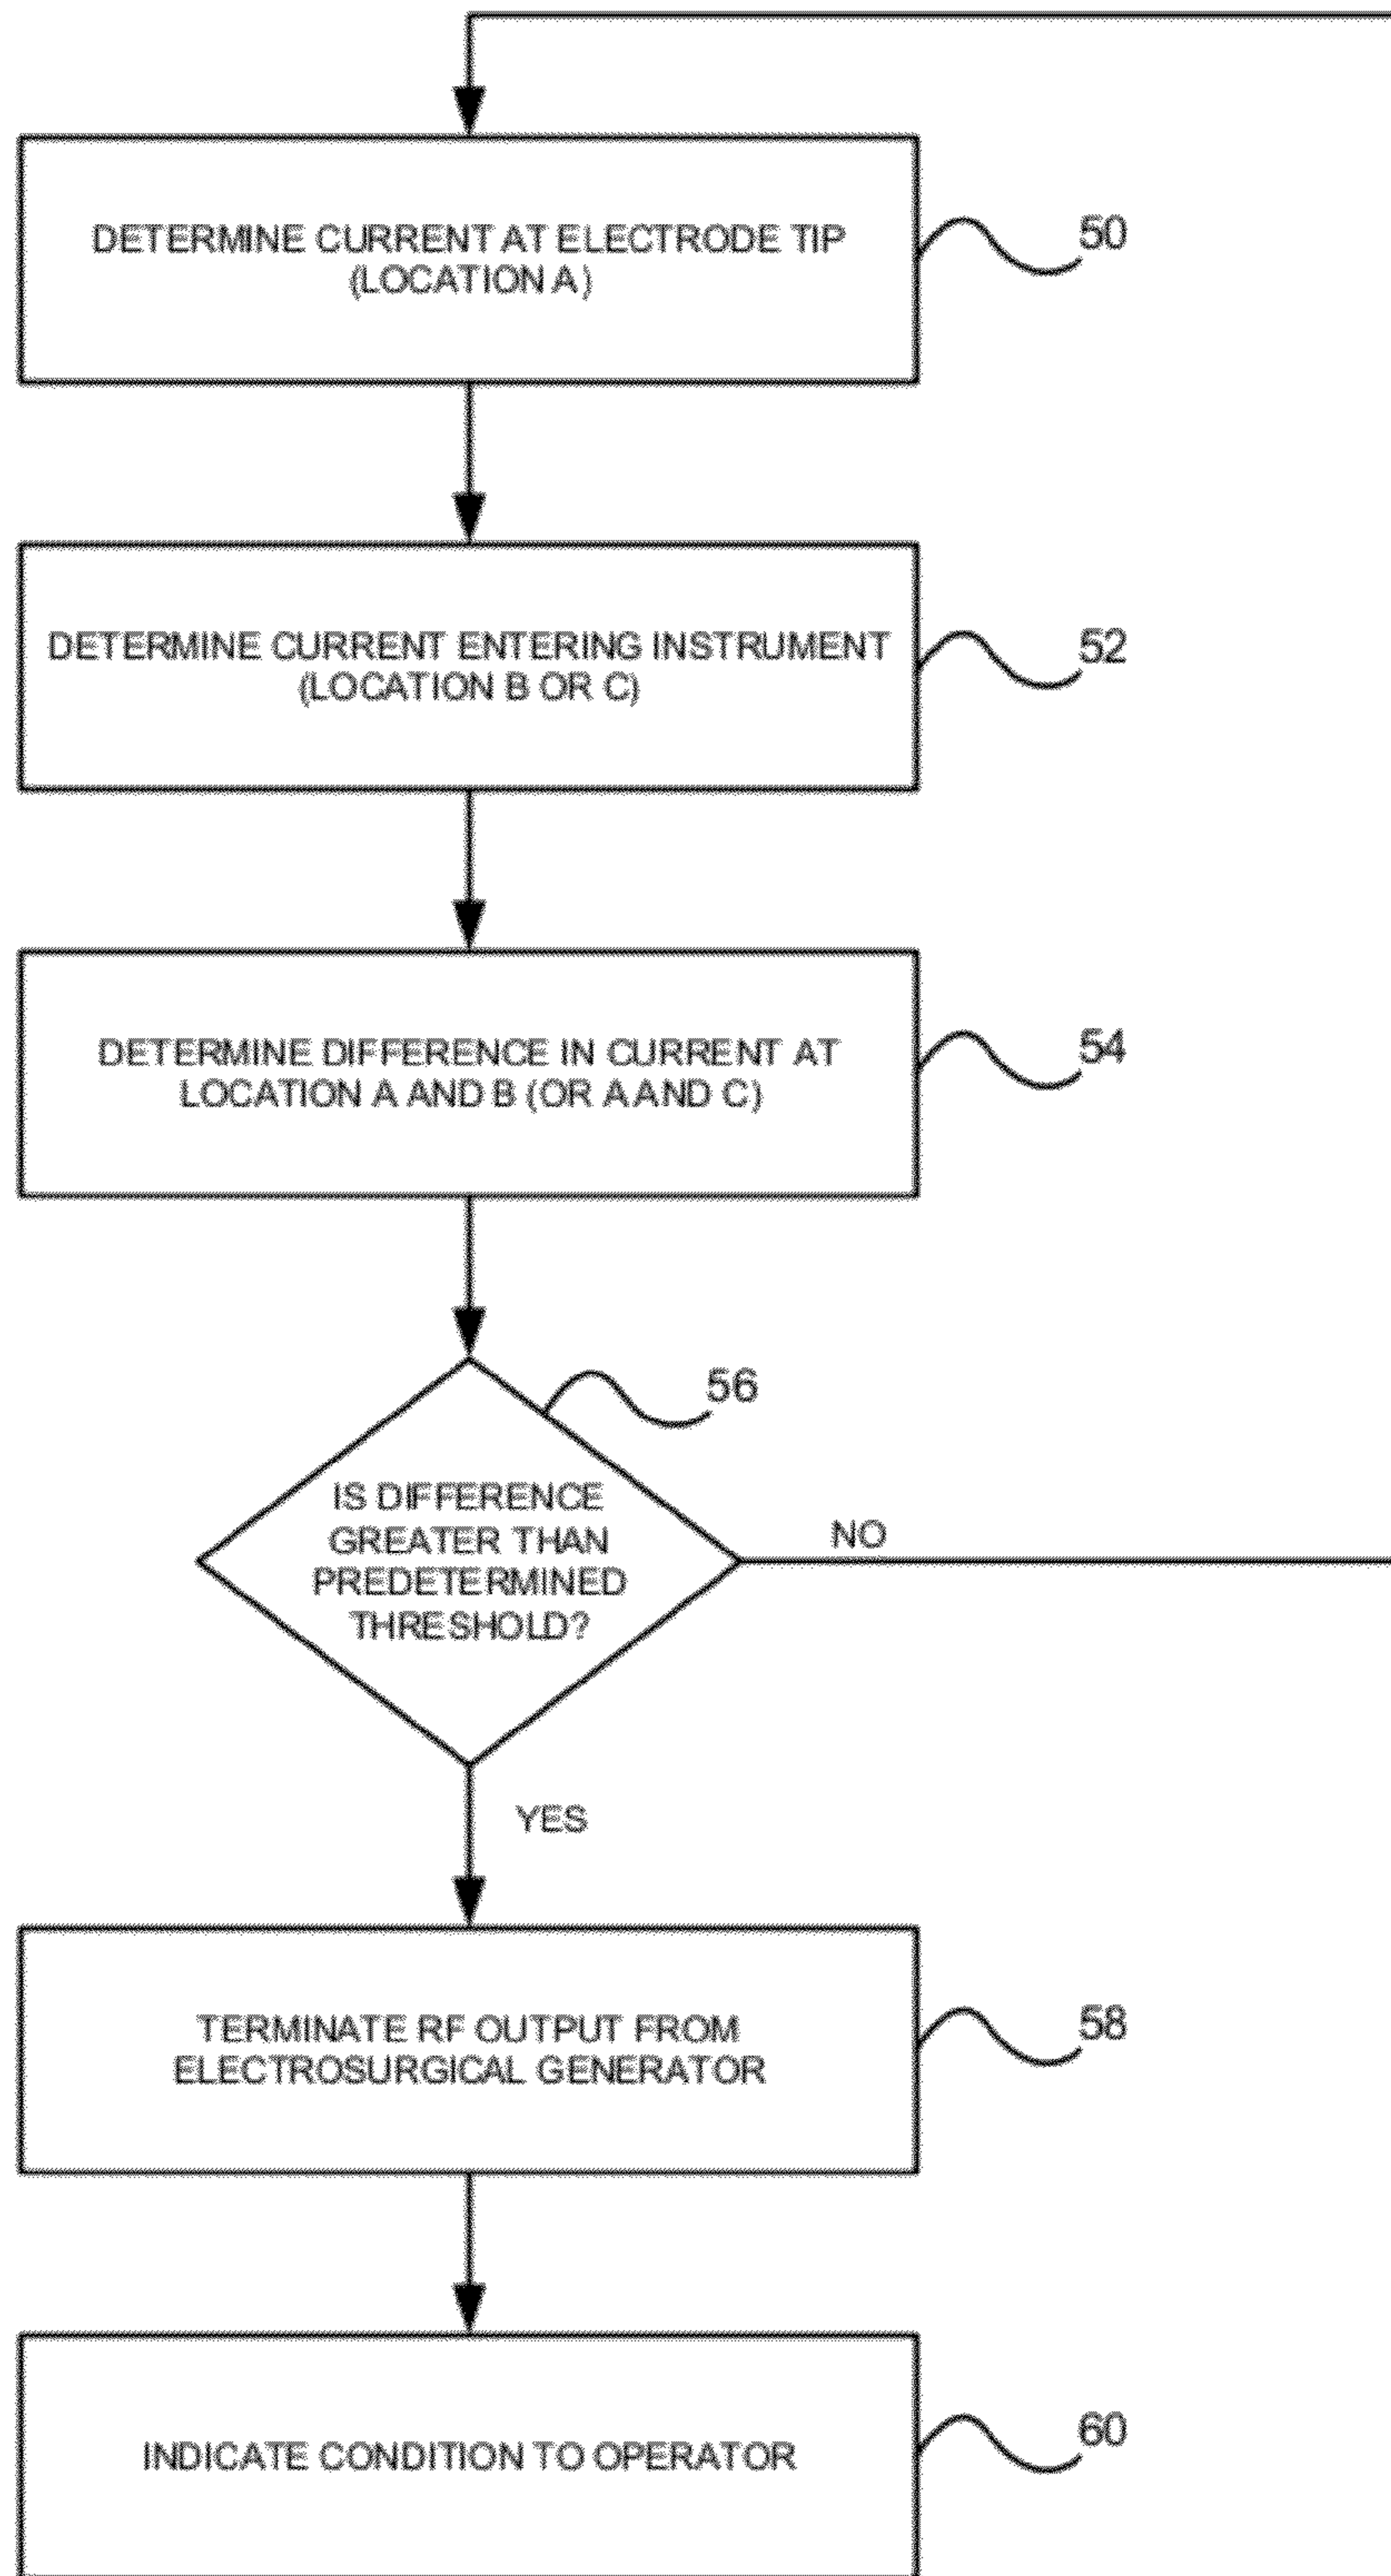 DETERMINE CURRENT AT ELECTRODE TIP
(LOCATION A)
50
DETERMINE CURRENT ENTERING INSTRUMENT
(LOCATION B OR C)
52
DETERMINE DIFFERENCE IN CURRENT AT
LOCATION A AND B (OR A AND C)
54
56
IS DIFFERENCE
GREATER THAN
PREDETERMINED
THRESHOLD?
NO
YES
TERMINATE RF OUTPUT FROM
ELECTROSURGICAL GENERATOR
58
INDICATE CONDITION TO OPERATOR
60